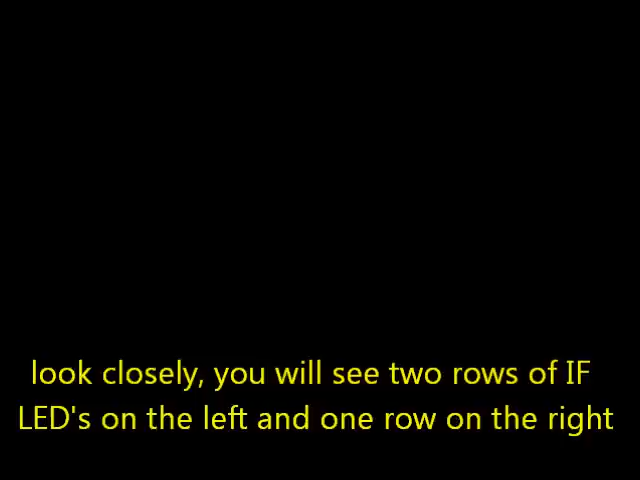 look closely, you will see two rows of IF
LED's on the left and one row on the right